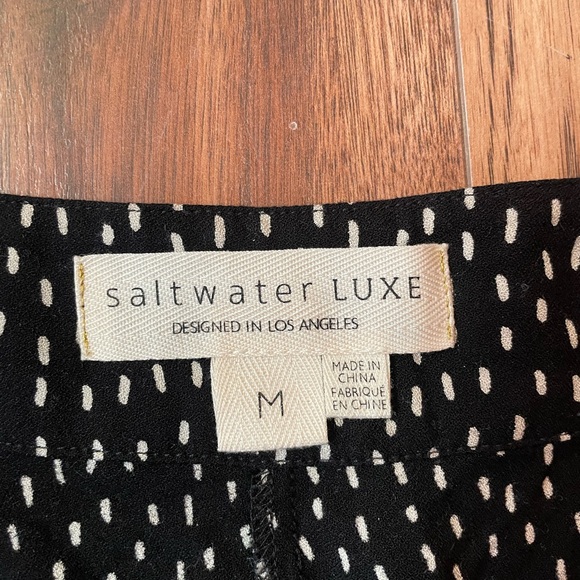 saltwater LUXE
DESIGNED IN LOS ANGELES
M
MADE IN
CHINA
FABRIQUÉ
EN CHINE